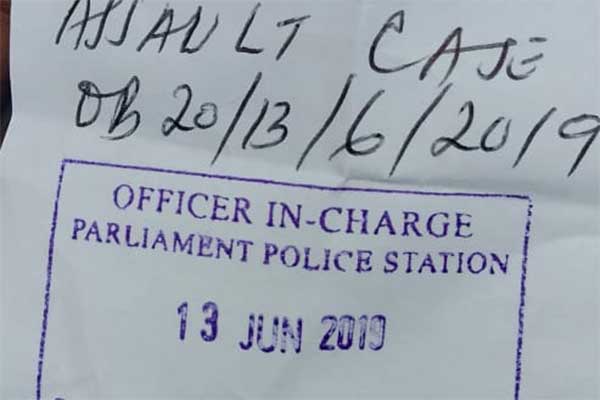 ASSAULT CASE
OB 20/13/6/2019
OFFICER IN-CHARGE
PARLIAMENT POLICE STATION
13 JUN 2019